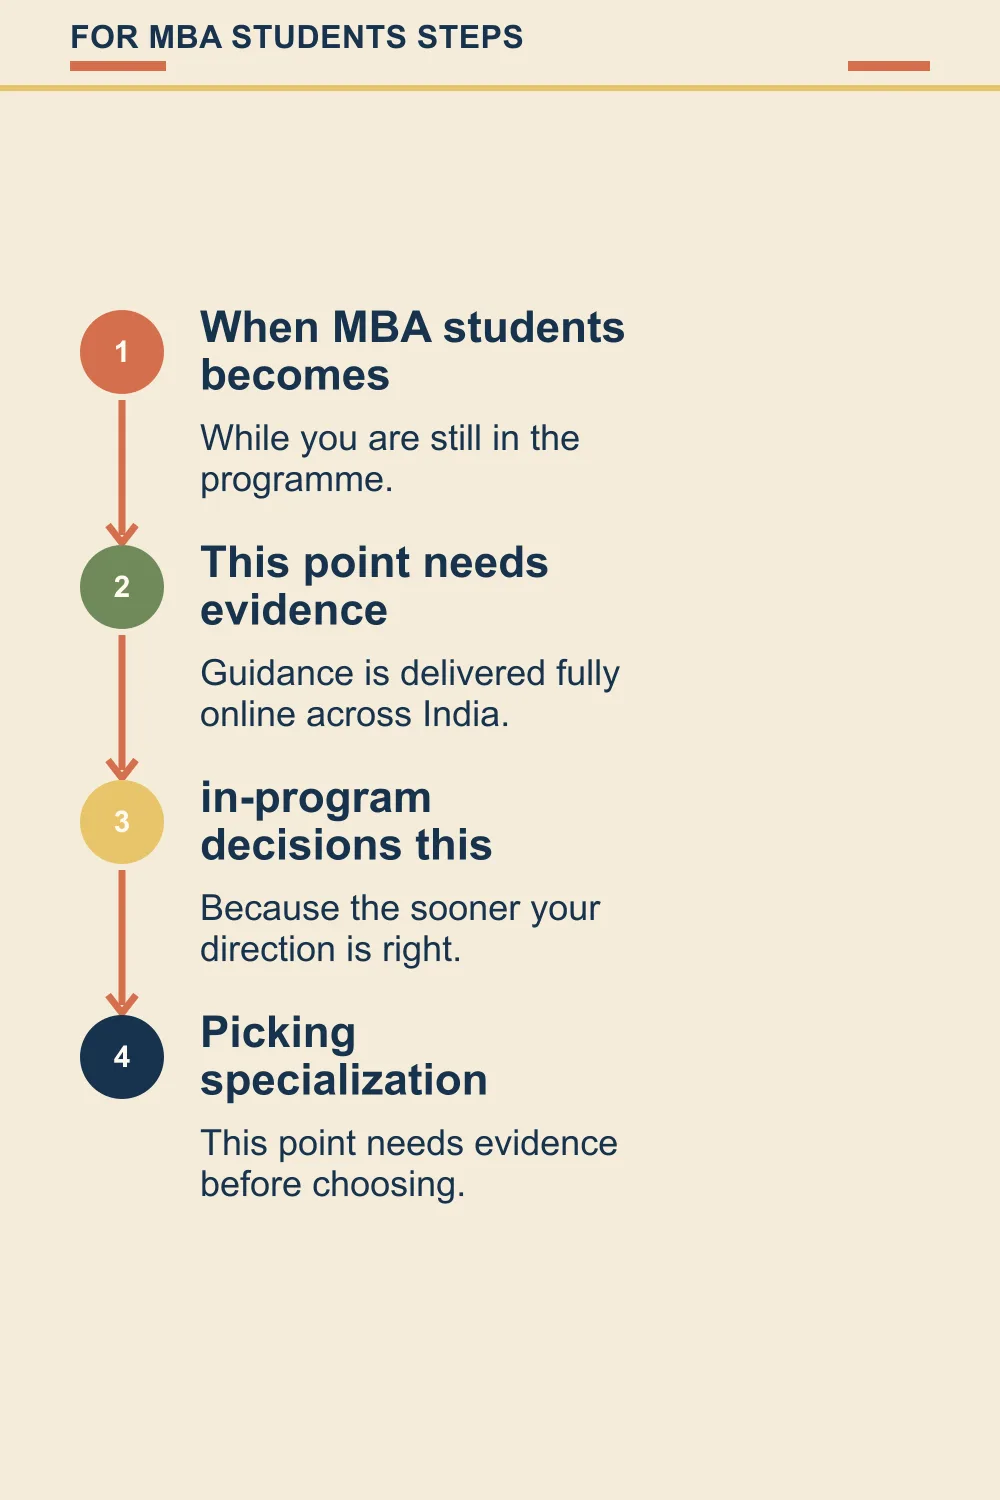 FOR MBA STUDENTS STEPS
1
When MBA students
becomes
While you are still in the
programme.
2
This point needs
evidence
Guidance is delivered fully
online across India.
3
in-program
decisions this
Because the sooner your
direction is right.
4
Picking
specialization
This point needs evidence
before choosing.